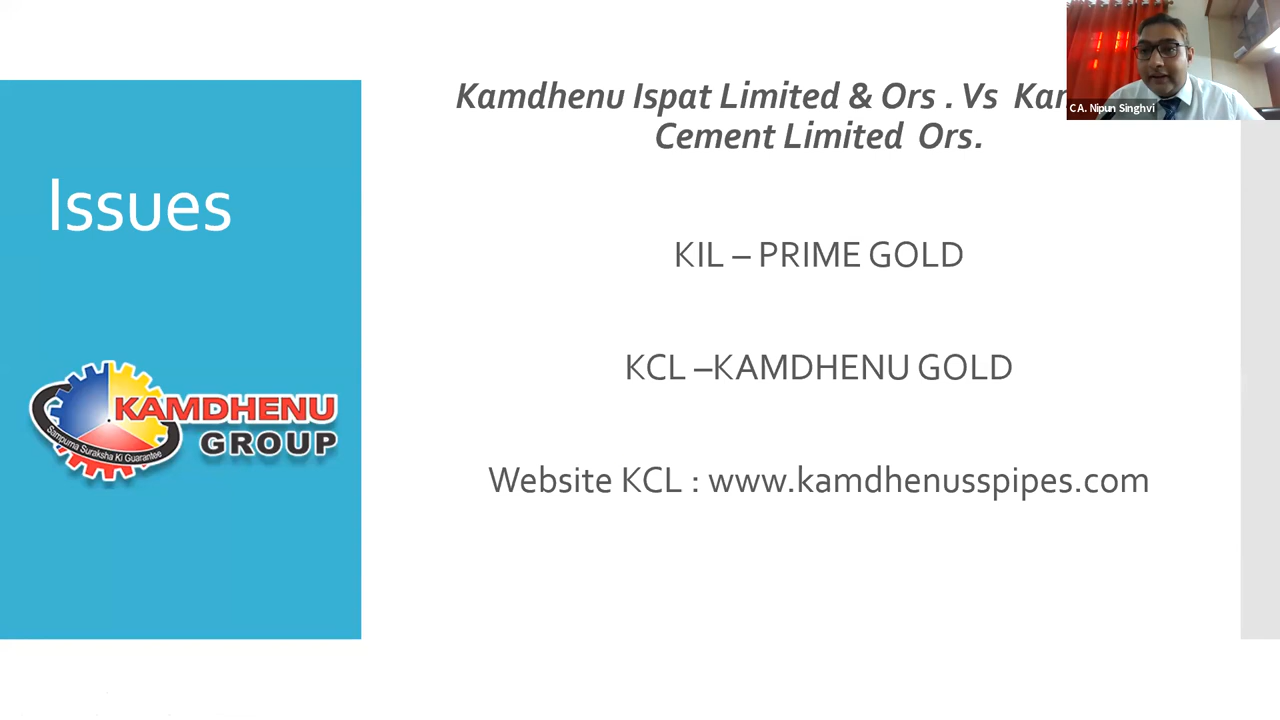 Kamdhenu Ispat Limited & Ors . Vs
Cement Limited Ors.
CA. Nipun Singhvi
Issues
KIL – PRIME GOLD
KCL –KAMDHENU GOLD
KAMDHENU
GROUP
Sampurna Suraksha Ki Guarantee
Website KCL : www.kamdhenusspipes.com